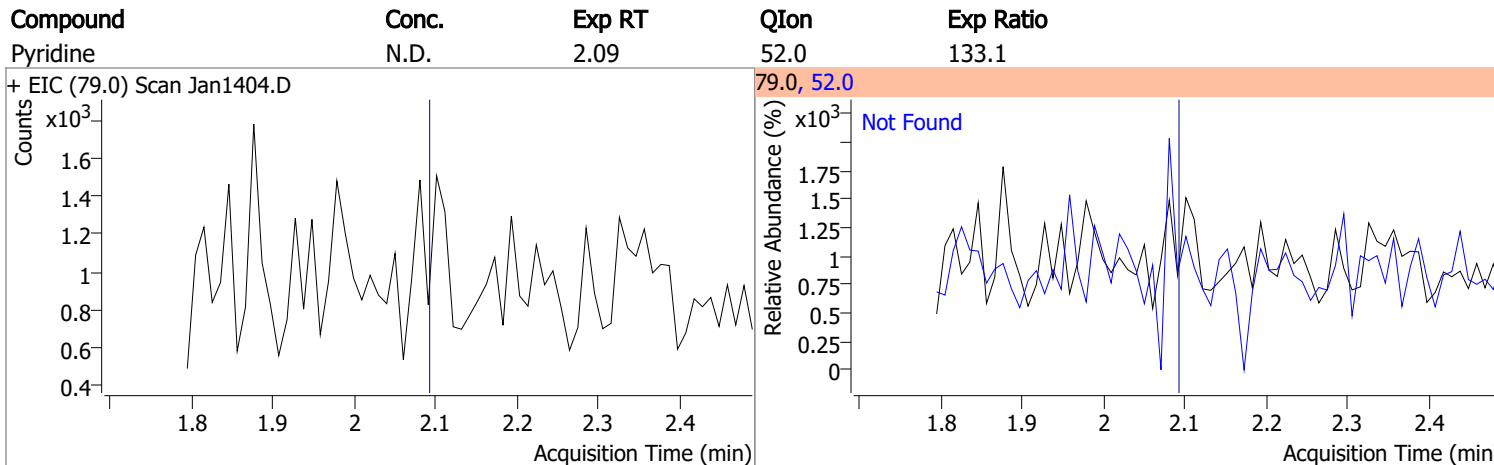 Compound Conc. Exp RT QIon Exp Ratio
Pyridine N.D. 2.09 52.0 133.1
+ EIC (79.0) Scan Jan1404.D
Counts
x10³
1.6
1.4
1.2
1
0.8
0.6
0.4
1.8 1.9 2 2.1 2.2 2.3 2.4
Acquisition Time (min)
79.0, 52.0
Relative Abundance (%)
x10³
Not Found
1.75
1.5
1.25
1
0.75
0.5
0.25
0
1.8 1.9 2 2.1 2.2 2.3 2.4
Acquisition Time (min)